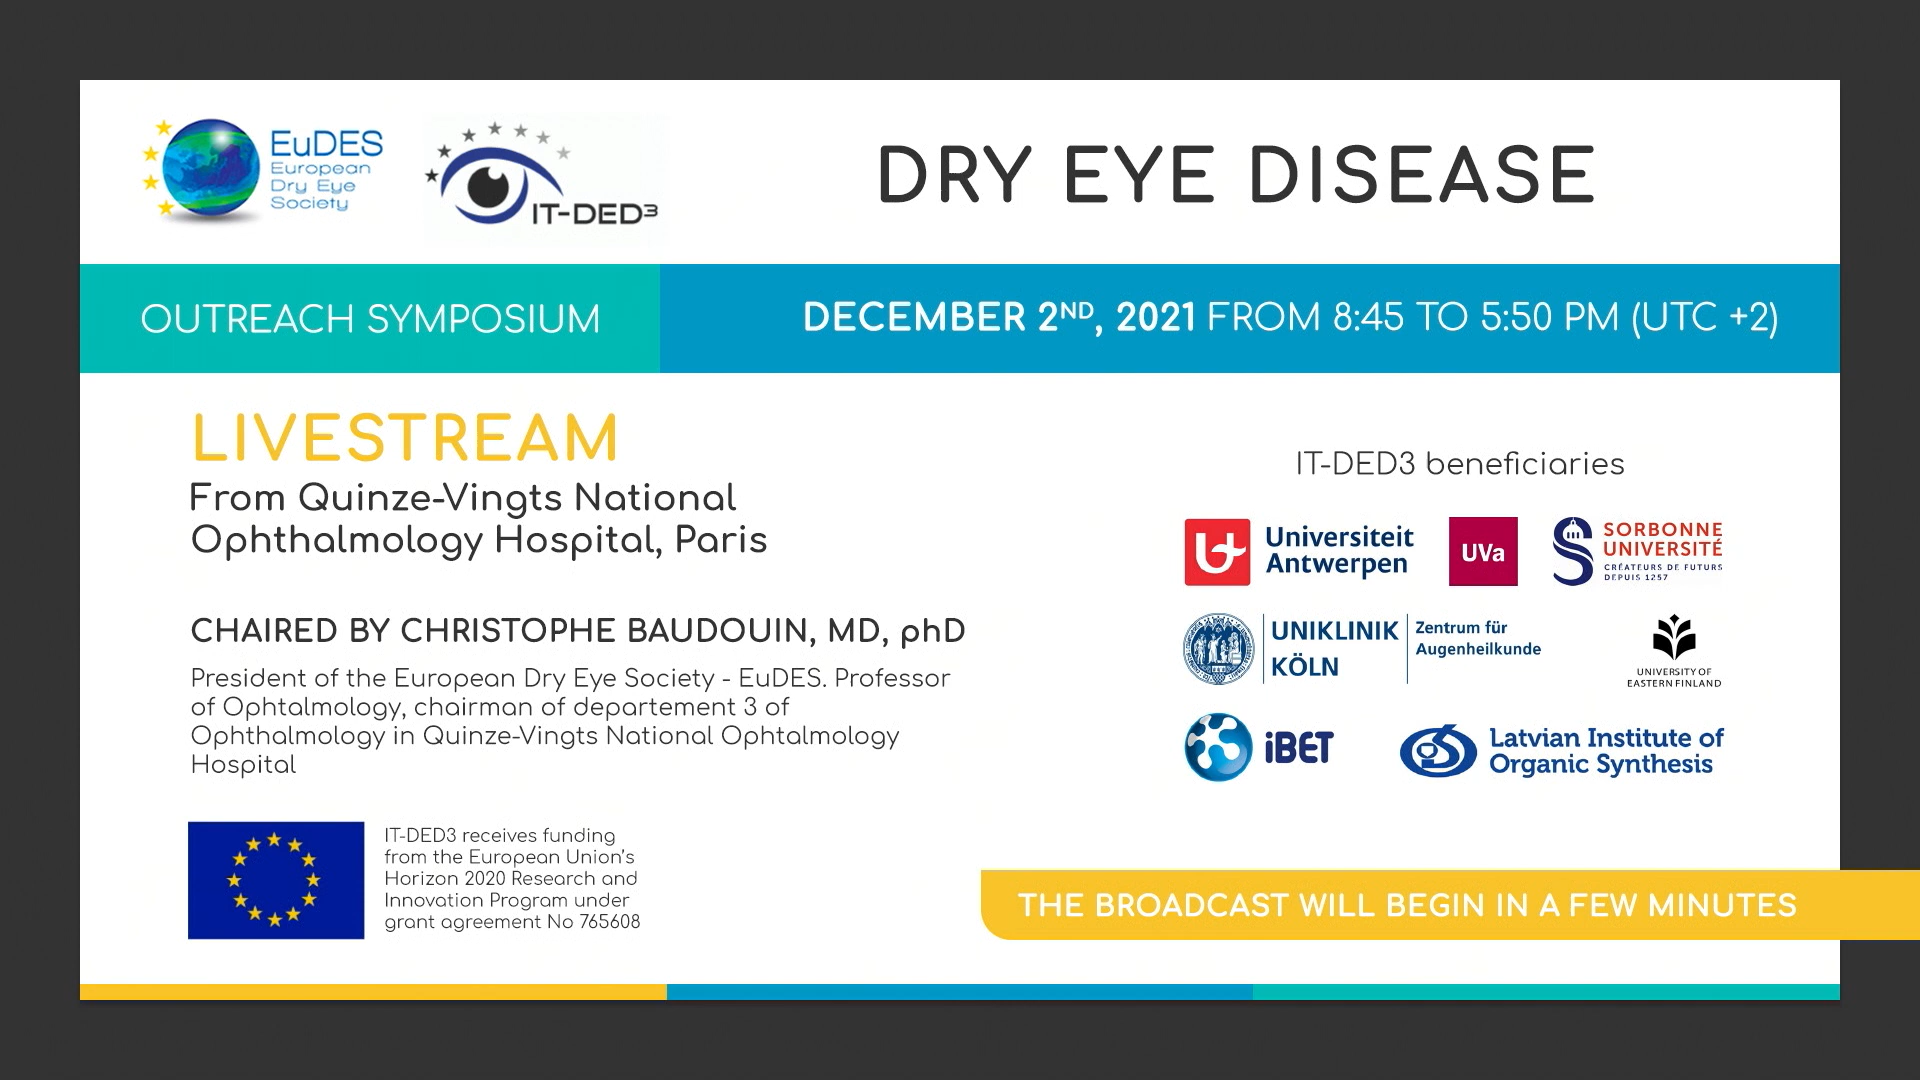 EuDES
European
Dry Eye
Society
IT-DED³
DRY EYE DISEASE
OUTREACH SYMPOSIUM
DECEMBER 2ND, 2021 FROM 8:45 TO 5:50 PM (UTC +2)
LIVESTREAM
From Quinze-Vingts National
Ophthalmology Hospital, Paris
CHAIRED BY CHRISTOPHE BAUDOUIN, MD, phD
President of the European Dry Eye Society - EuDES. Professor
of Ophtalmology, chairman of departement 3 of
Ophthalmology in Quinze-Vingts National Ophtalmology
Hospital
IT-DED3 receives funding
from the European Union's
Horizon 2020 Research and
Innovation Program under
grant agreement No 765608
IT-DED3 beneficiaries
Universiteit
Antwerpen
UVa
SORBONNE
UNIVERSITÉ
CRÉATEURS DE FUTURS
DEPUIS 1257
UNIKLINIK
KÖLN
Zentrum für
Augenheilkunde
UNIVERSITY OF
EASTERN FINLAND
iBET
Latvian Institute of
Organic Synthesis
THE BROADCAST WILL BEGIN IN A FEW MINUTES